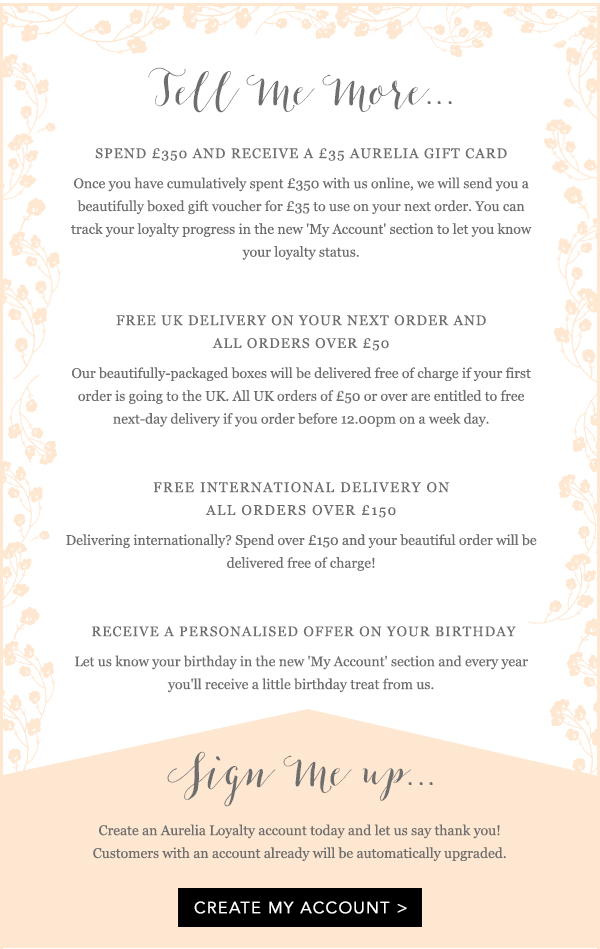 Tell Me More...
SPEND £350 AND RECEIVE A £35 AURELIA GIFT CARD
Once you have cumulatively spent £350 with us online, we will send you a
beautifully boxed gift voucher for £35 to use on your next order. You can
track your loyalty progress in the new 'My Account' section to let you know
your loyalty status.
FREE UK DELIVERY ON YOUR NEXT ORDER AND
ALL ORDERS OVER £50
Our beautifully-packaged boxes will be delivered free of charge if your first
order is going to the UK. All UK orders of £50 or over are entitled to free
next-day delivery if you order before 12.00pm on a week day.
FREE INTERNATIONAL DELIVERY ON
ALL ORDERS OVER £150
Delivering internationally? Spend over £150 and your beautiful order will be
delivered free of charge!
RECEIVE A PERSONALISED OFFER ON YOUR BIRTHDAY
Let us know your birthday in the new 'My Account' section and every year
you'll receive a little birthday treat from us.
Sign Me up...
Create an Aurelia Loyalty account today and let us say thank you!
Customers with an account already will be automatically upgraded.
CREATE MY ACCOUNT >